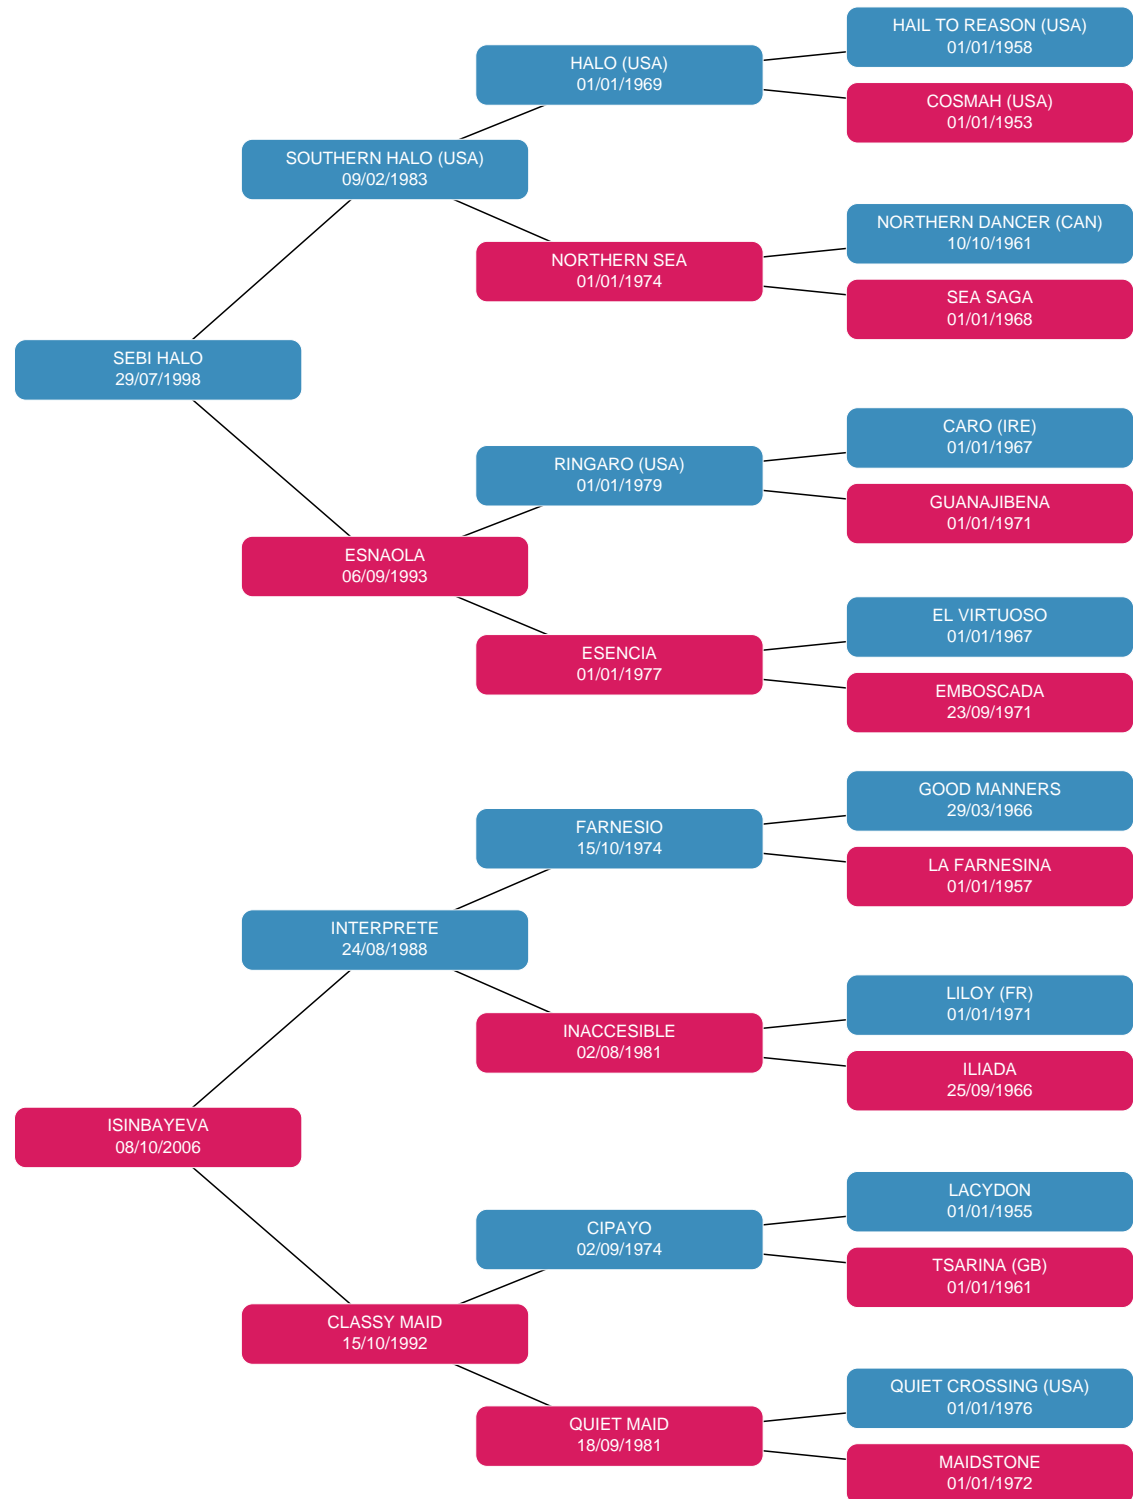 HAIL TO REASON (USA)
01/01/1958
HALO (USA)
01/01/1969
COSMAH (USA)
01/01/1953
SOUTHERN HALO (USA)
09/02/1983
NORTHERN DANCER (CAN)
10/10/1961
NORTHERN SEA
01/01/1974
SEA SAGA
01/01/1968
SEBI HALO
29/07/1998
CARO (IRE)
01/01/1967
RINGARO (USA)
01/01/1979
GUANAJIBENA
01/01/1971
ESNAOLA
06/09/1993
EL VIRTUOSO
01/01/1967
ESENCIA
01/01/1977
EMBOSCADA
23/09/1971
GOOD MANNERS
29/03/1966
FARNESIO
15/10/1974
LA FARNESINA
01/01/1957
INTERPRETE
24/08/1988
LILOY (FR)
01/01/1971
INACCESIBLE
02/08/1981
ILIADA
25/09/1966
ISINBAYEVA
08/10/2006
LACYDON
01/01/1955
CIPAYO
02/09/1974
TSARINA (GB)
01/01/1961
CLASSY MAID
15/10/1992
QUIET CROSSING (USA)
01/01/1976
QUIET MAID
18/09/1981
MAIDSTONE
01/01/1972